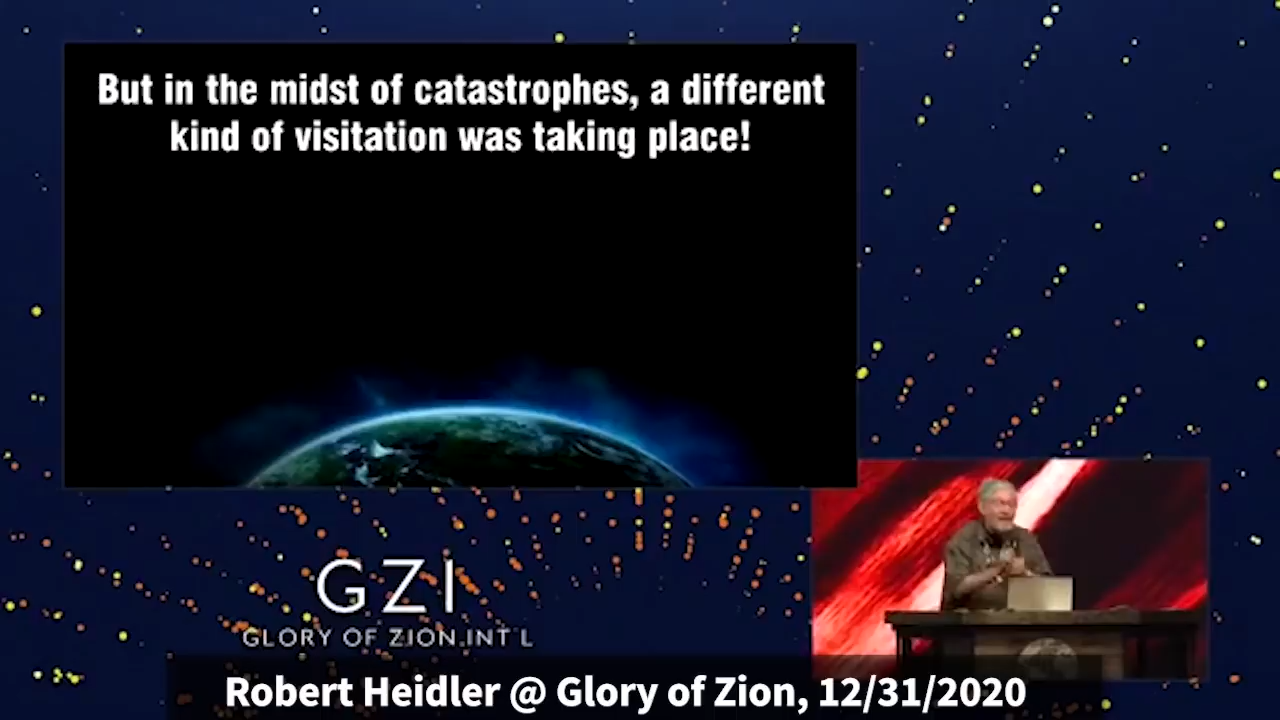 But in the midst of catastrophes, a different
kind of visitation was taking place!
GZI
GLORY OF ZION INT'L
Robert Heidler @ Glory of Zion, 12/31/2020